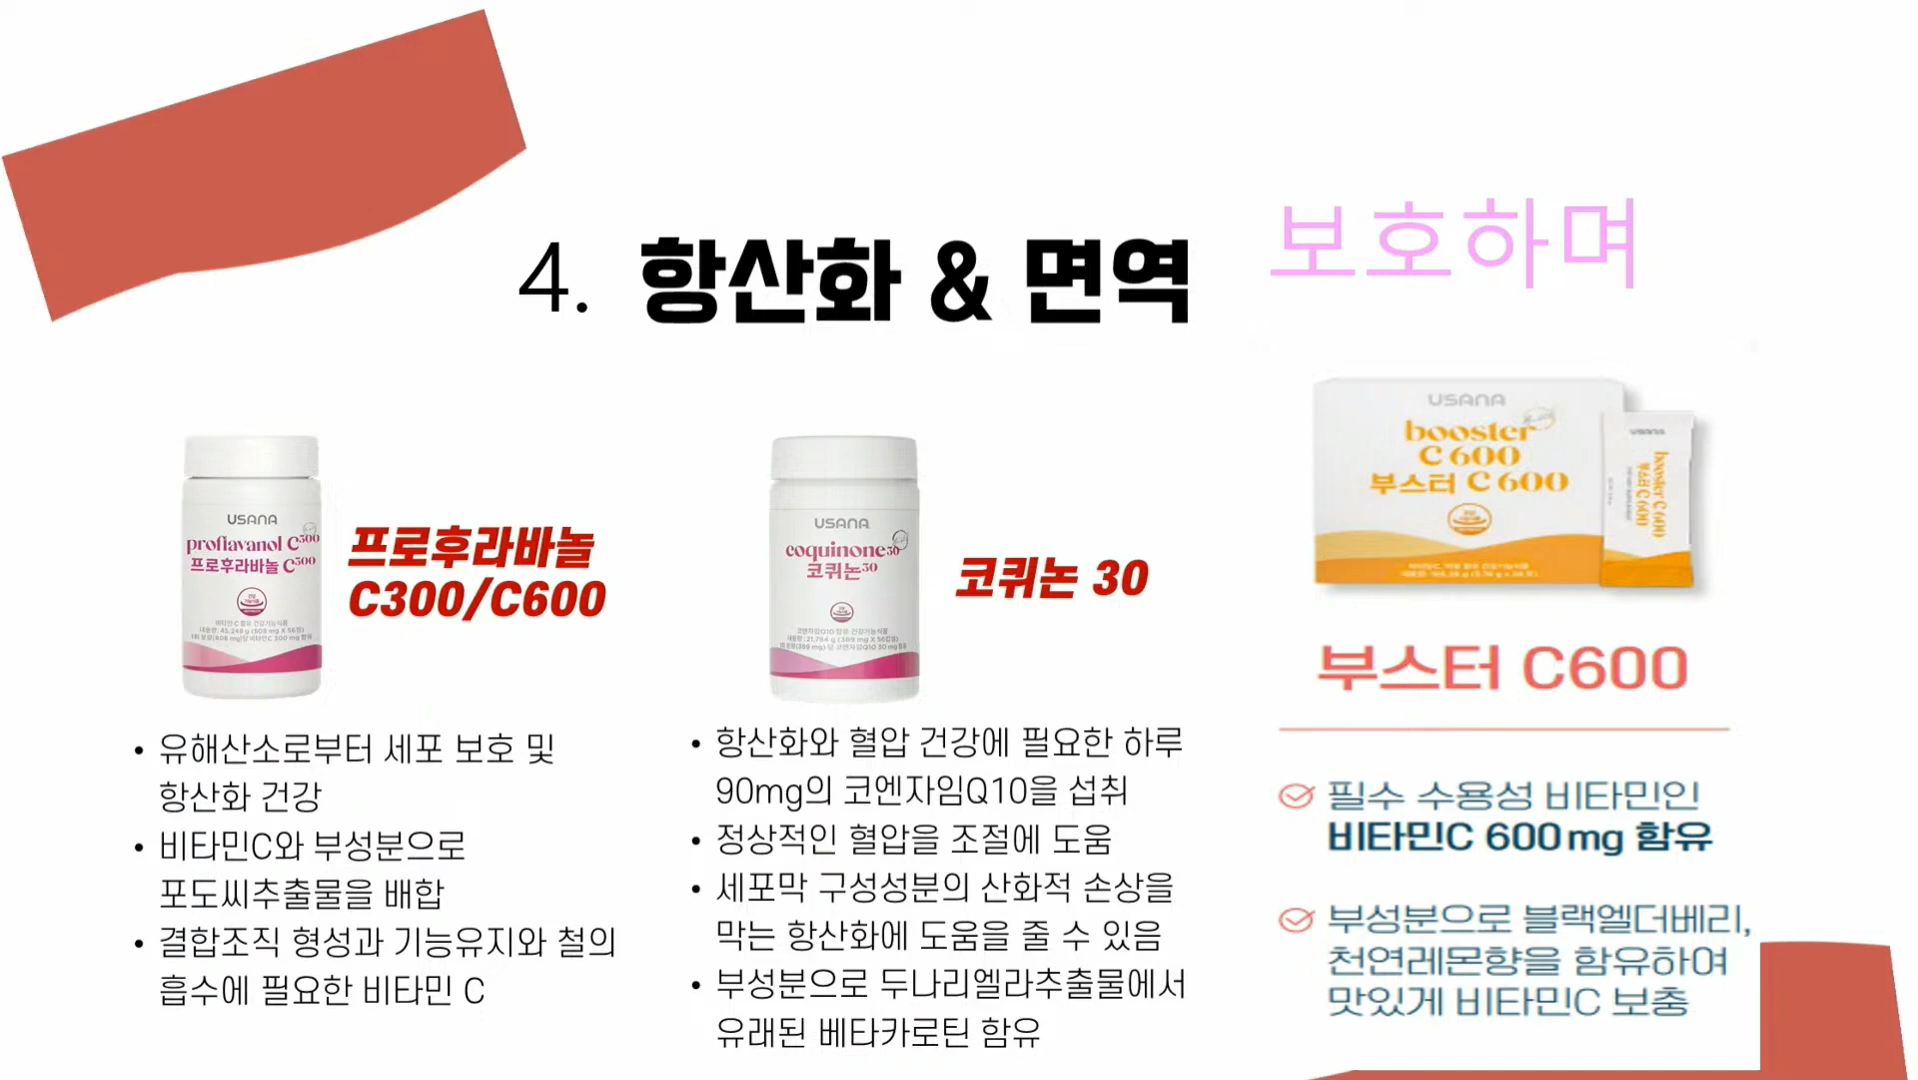 4. 항산화 & 면역 보호하며
USANA
proflavanol C300
프로후라바놀 C300
프로후라바놀
C300/C600
• 유해산소로부터 세포 보호 및
항산화 건강
• 비타민C와 부성분으로
포도씨추출물을 배합
• 결합조직 형성과 기능유지와 철의
흡수에 필요한 비타민 C
USANA
coquinone30
코퀴논30
코퀴논 30
• 항산화와 혈압 건강에 필요한 하루
90mg의 코엔자임Q10을 섭취
• 정상적인 혈압을 조절에 도움
• 세포막 구성성분의 산화적 손상을
막는 항산화에 도움을 줄 수 있음
• 부성분으로 두나리엘라추출물에서
유래된 베타카로틴 함유
USANA
booster
C 600
부스터 C 600
USANA
booster C 600
부스터 C 600
부스터 C600
필수 수용성 비타민인
비타민C 600mg 함유
부성분으로 블랙엘더베리,
천연레몬향을 함유하여
맛있게 비타민C 보충